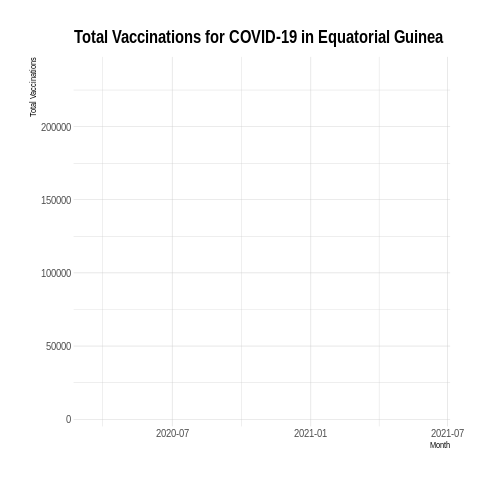 Total Vaccinations for COVID-19 in Equatorial Guinea
Total Vaccinations
200000
150000
100000
50000
0
2020-07 2021-01 2021-07
Month